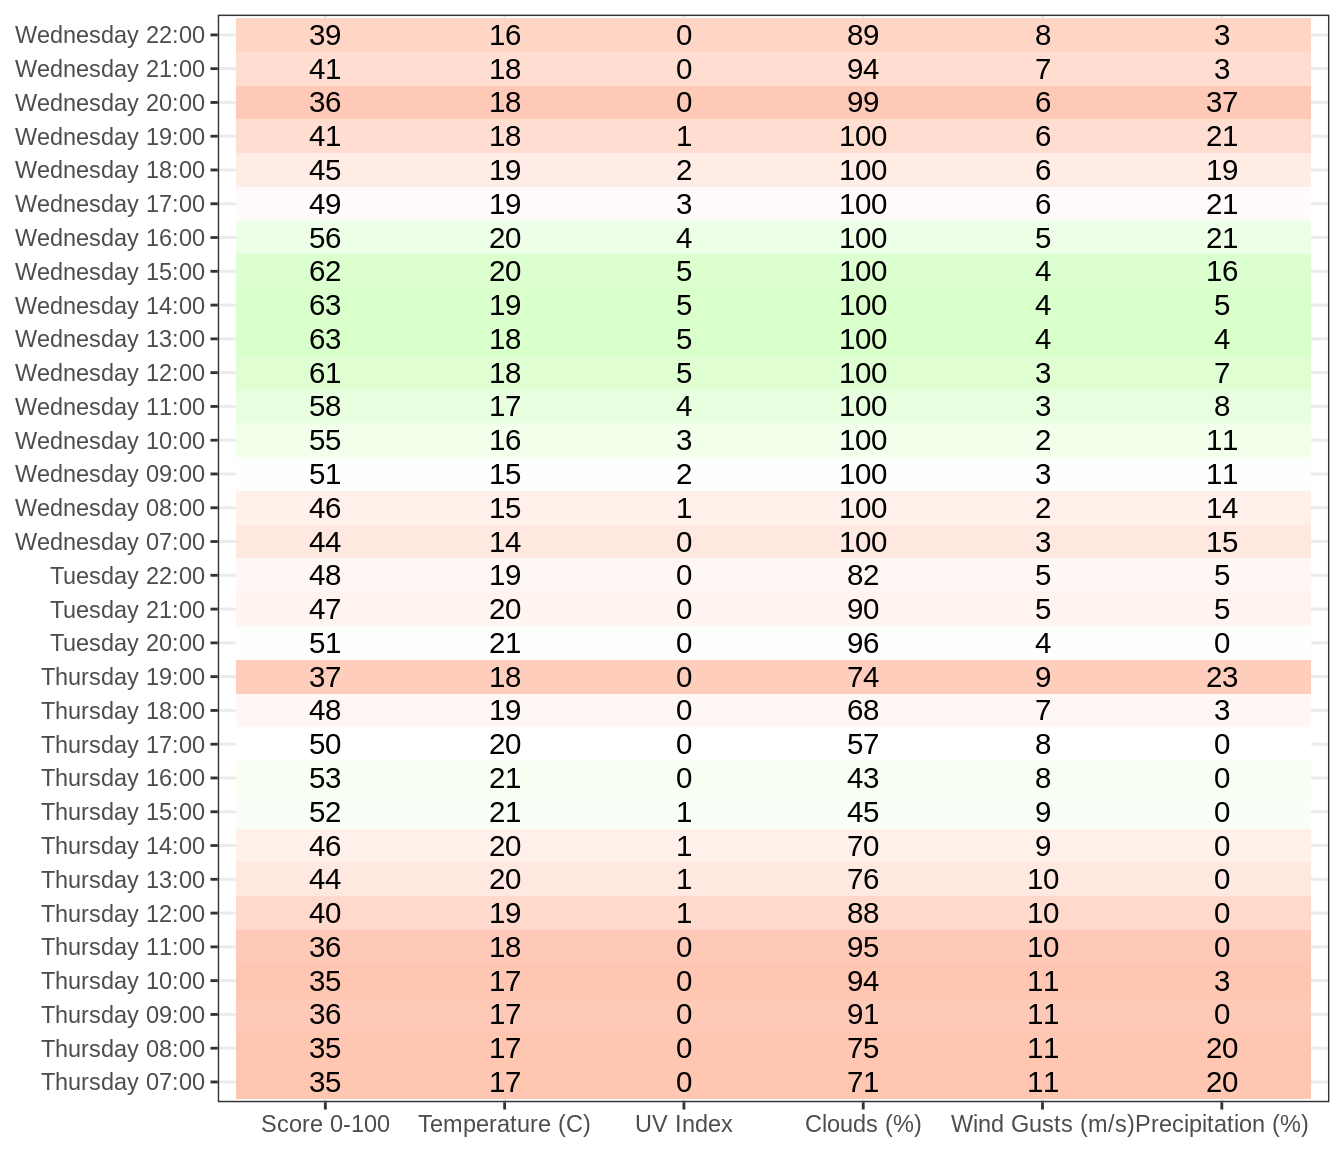 Wednesday 22:00 39 16 0 89 8 3
Wednesday 21:00 41 18 0 94 7 3
Wednesday 20:00 36 18 0 99 6 37
Wednesday 19:00 41 18 1 100 6 21
Wednesday 18:00 45 19 2 100 6 19
Wednesday 17:00 49 19 3 100 6 21
Wednesday 16:00 56 20 4 100 5 21
Wednesday 15:00 62 20 5 100 4 16
Wednesday 14:00 63 19 5 100 4 5
Wednesday 13:00 63 18 5 100 4 4
Wednesday 12:00 61 18 5 100 3 7
Wednesday 11:00 58 17 4 100 3 8
Wednesday 10:00 55 16 3 100 2 11
Wednesday 09:00 51 15 2 100 3 11
Wednesday 08:00 46 15 1 100 2 14
Wednesday 07:00 44 14 0 100 3 15
Tuesday 22:00 48 19 0 82 5 5
Tuesday 21:00 47 20 0 90 5 5
Tuesday 20:00 51 21 0 96 4 0
Thursday 19:00 37 18 0 74 9 23
Thursday 18:00 48 19 0 68 7 3
Thursday 17:00 50 20 0 57 8 0
Thursday 16:00 53 21 0 43 8 0
Thursday 15:00 52 21 1 45 9 0
Thursday 14:00 46 20 1 70 9 0
Thursday 13:00 44 20 1 76 10 0
Thursday 12:00 40 19 1 88 10 0
Thursday 11:00 36 18 0 95 10 0
Thursday 10:00 35 17 0 94 11 3
Thursday 09:00 36 17 0 91 11 0
Thursday 08:00 35 17 0 75 11 20
Thursday 07:00 35 17 0 71 11 20
Score 0-100 Temperature (C) UV Index Clouds (%) Wind Gusts (m/s) Precipitation (%)